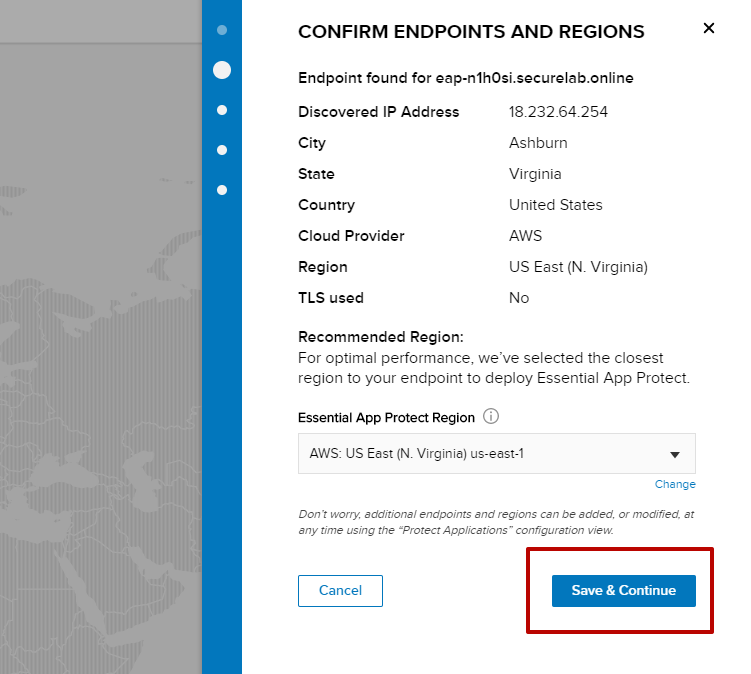 CONFIRM ENDPOINTS AND REGIONS
Endpoint found for eap-n1h0si.securelab.online
Discovered IP Address 18.232.64.254
City Ashburn
State Virginia
Country United States
Cloud Provider AWS
Region US East (N. Virginia)
TLS used No
Recommended Region:
For optimal performance, we've selected the closest
region to your endpoint to deploy Essential App Protect.
Essential App Protect Region
AWS: US East (N. Virginia) us-east-1
Change
Don't worry, additional endpoints and regions can be added, or modified, at
any time using the "Protect Applications" configuration view.
Cancel Save & Continue